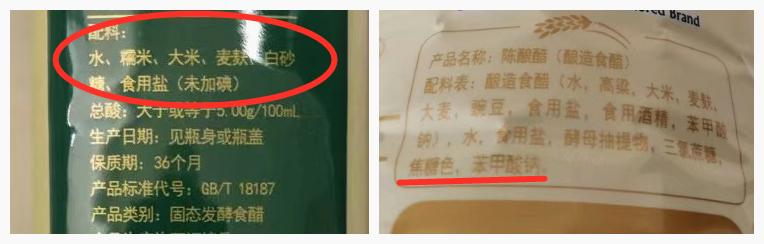 配料:
水、糯米、大米、麦麸、白砂
糖、食用盐（未加碘）
总酸：大于或等于5.00g/100mL
生产日期：见瓶身或瓶盖
保质期：36个月
产品标准代号：GB/T 18187
产品类别：固态发酵食醋
Brand
产品名称：陈酿醋（酿造食醋）
配料表：酿造食醋（水，高粱，大米，麦麸，
大麦，豌豆，食用盐，食用酒精，苯甲酸
钠），水，食用盐，酵母抽提物，三氯蔗糖，
焦糖色，苯甲酸钠